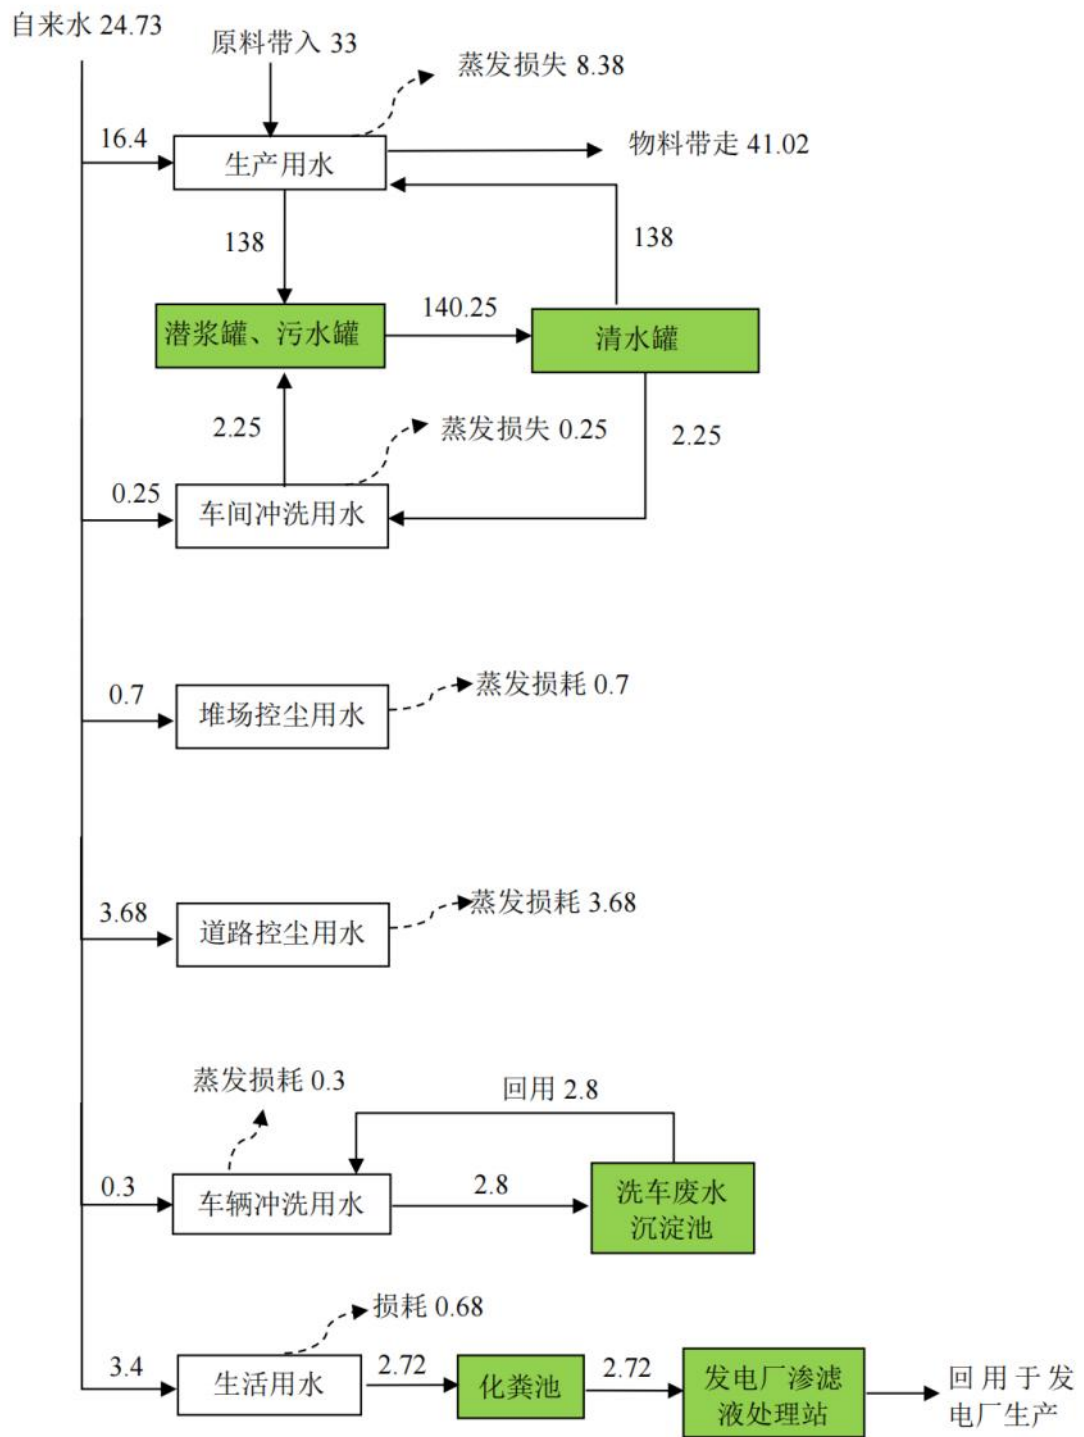 自来水 24.73
原料带入 33
蒸发损失 8.38
16.4
生产用水
物料带走 41.02
138
138
潜浆罐、污水罐
140.25
清水罐
2.25
蒸发损失 0.25
2.25
0.25
车间冲洗用水
0.7
堆场控尘用水
蒸发损耗 0.7
3.68
道路控尘用水
蒸发损耗 3.68
蒸发损耗 0.3
回用 2.8
0.3
车辆冲洗用水
2.8
洗车废水
沉淀池
损耗 0.68
3.4
生活用水
2.72
化粪池
2.72
发电厂渗滤
液处理站
回用于发
电厂生产